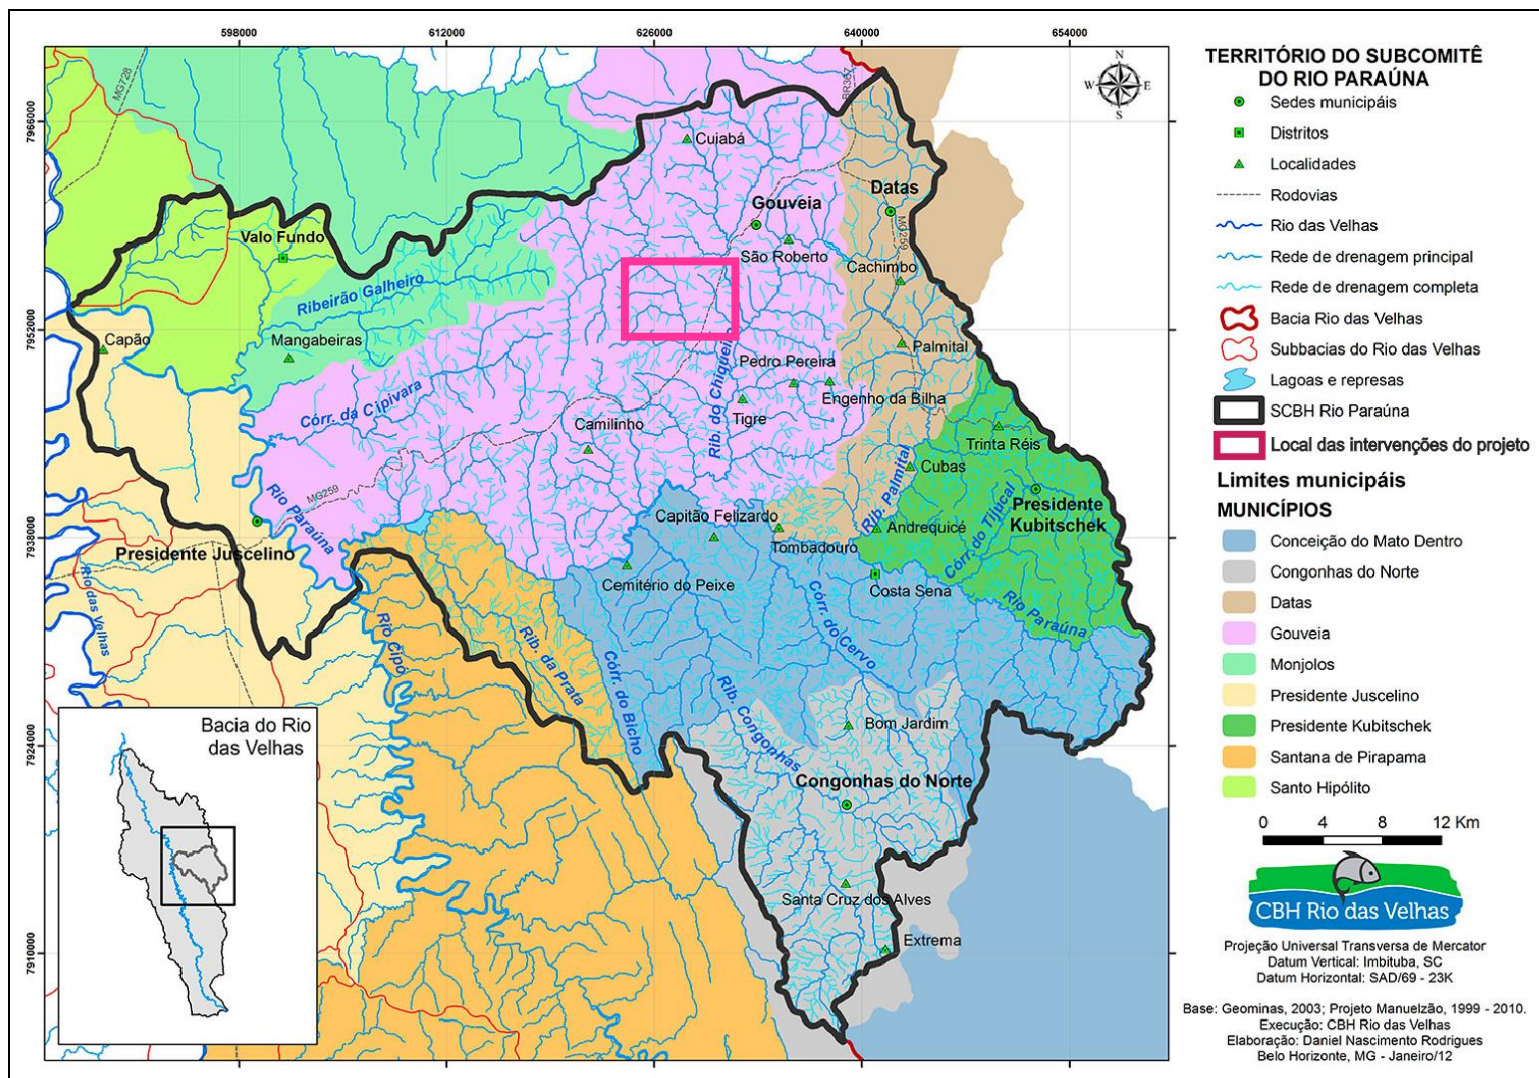 598000
612000
626000
640000
654000
7966000
7952000
7938000
7924000
7910000
MG728
BR367
Cuiabá
Datas
Gouveia
MG259
São Roberto
Valo Fundo
Cachimbo
Ribeirão Galheiro
Capão
Mangabeiras
Palmital
Pedro Pereira
Rib. do Chiqueir
Engenho da Bilha
Córr. da Cipivara
Tigre
Camilinho
Trinta Réis
Cubas
Rib. Palmital
Presidente
Kubitschek
Córr. do Tijucal
MG259
Rio Paraúna
Capitão Felizardo
Andrequicé
Tombadouro
Presidente Juscelino
Cemitério do Peixe
Costa Sena
Rio das Velhas
Rio Paraúna
Rio Cipó
Rib. da Prata
Córr. do Bicho
Córr. do Cervo
Rib. Congonhas
Bom Jardim
Congonhas do Norte
Santa Cruz dos Alves
Extrema
Bacia do Rio
das Velhas
N
W
E
S
TERRITÓRIO DO SUBCOMITÊ
DO RIO PARAÚNA
Sedes municipáis
Distritos
Localidades
Rodovias
Rio das Velhas
Rede de drenagem principal
Rede de drenagem completa
Bacia Rio das Velhas
Subbacias do Rio das Velhas
Lagoas e represas
SCBH Rio Paraúna
Local das intervenções do projeto
Limites municipáis
MUNICÍPIOS
Conceição do Mato Dentro
Congonhas do Norte
Datas
Gouveia
Monjolos
Presidente Juscelino
Presidente Kubitschek
Santana de Pirapama
Santo Hipólito
0 4 8 12 Km
CBH Rio das Velhas
Projeção Universal Transversa de Mercator
Datum Vertical: Imbituba, SC
Datum Horizontal: SAD/69 - 23K
Base: Geominas, 2003; Projeto Manuelzão, 1999 - 2010.
Execução: CBH Rio das Velhas
Elaboração: Daniel Nascimento Rodrigues
Belo Horizonte, MG - Janeiro/12